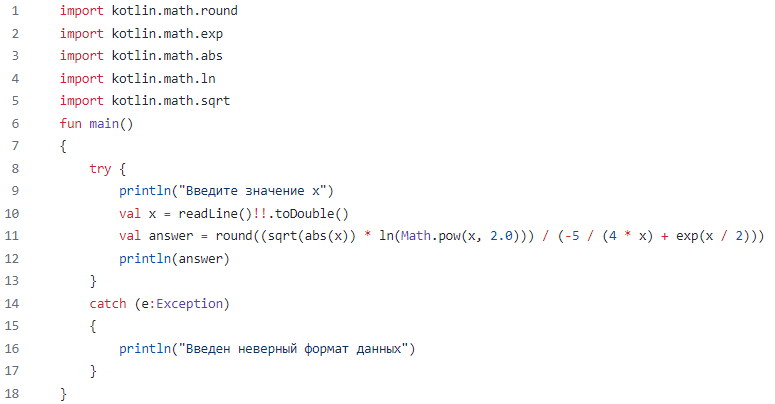 1 import kotlin.math.round
2 import kotlin.math.exp
3 import kotlin.math.abs
4 import kotlin.math.ln
5 import kotlin.math.sqrt
6 fun main()
7 {
8     try {
9         println("Введите значение x")
10         val x = readLine()!!.toDouble()
11         val answer = round((sqrt(abs(x)) * ln(Math.pow(x, 2.0))) / (-5 / (4 * x) + exp(x / 2)))
12         println(answer)
13     }
14     catch (e:Exception)
15     {
16         println("Введен неверный формат данных")
17     }
18 }